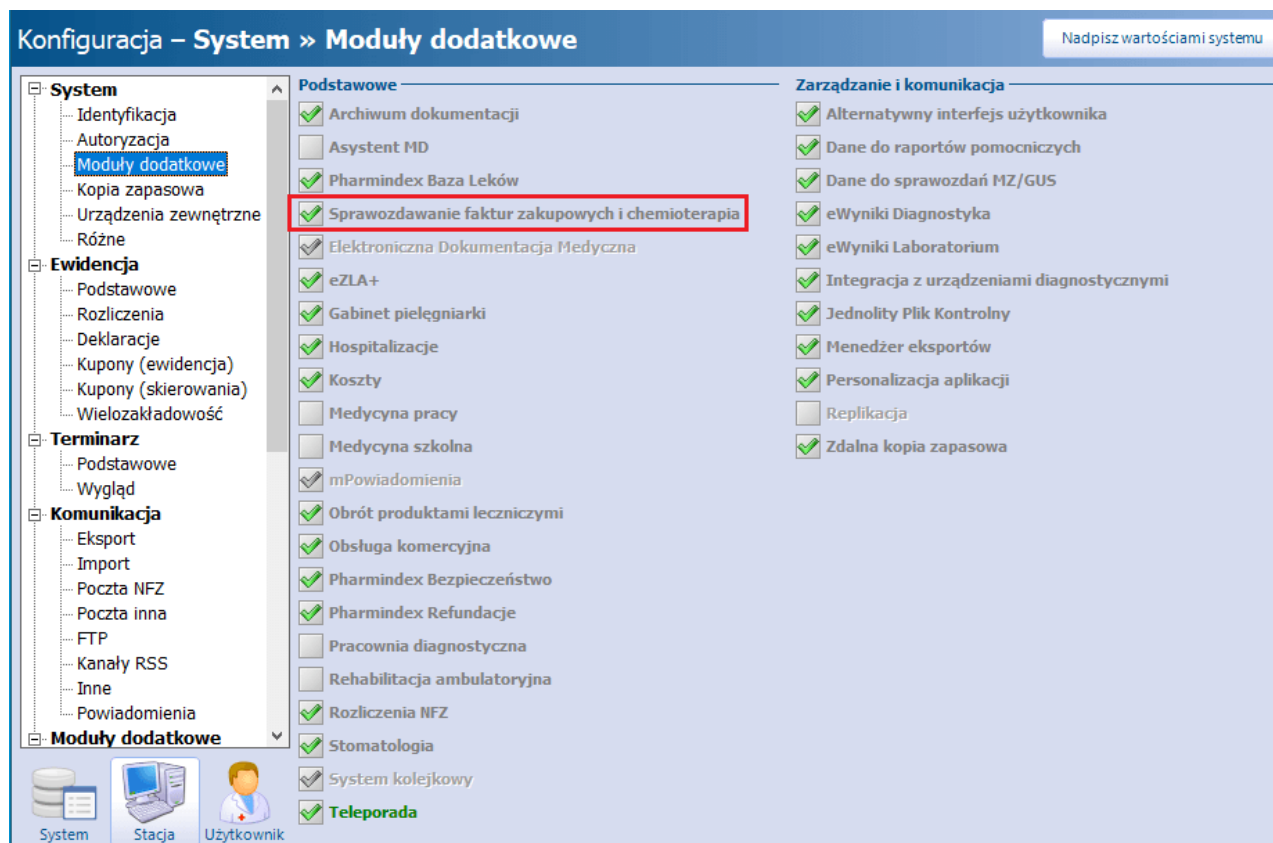 Konfiguracja – System » Moduły dodatkowe
Nadpisz wartościami systemu
System
Identyfikacja
Autoryzacja
Moduły dodatkowe
Kopia zapasowa
Urządzenia zewnętrzne
Różne
Ewidencja
Podstawowe
Rozliczenia
Deklaracje
Kupony (ewidencja)
Kupony (skierowania)
Wielozakładowość
Terminarz
Podstawowe
Wygląd
Komunikacja
Eksport
Import
Poczta NFZ
Poczta inna
FTP
Kanały RSS
Inne
Powiadomienia
Moduły dodatkowe
System
Stacja
Użytkownik
Podstawowe
Archiwum dokumentacji
Asystent MD
Pharmindex Baza Leków
Sprawozdawanie faktur zakupowych i chemioterapia
Elektroniczna Dokumentacja Medyczna
eZLA+
Gabinet pielęgniarki
Hospitalizacje
Koszty
Medycyna pracy
Medycyna szkolna
mPowiadomienia
Obrót produktami leczniczymi
Obsługa komercyjna
Pharmindex Bezpieczeństwo
Pharmindex Refundacje
Pracownia diagnostyczna
Rehabilitacja ambulatoryjna
Rozliczenia NFZ
Stomatologia
System kolejkowy
Teleporada
Zarządzanie i komunikacja
Alternatywny interfejs użytkownika
Dane do raportów pomocniczych
Dane do sprawozdań MZ/GUS
eWyniki Diagnostyka
eWyniki Laboratorium
Integracja z urządzeniami diagnostycznymi
Jednolity Plik Kontrolny
Menedżer eksportów
Personalizacja aplikacji
Replikacja
Zdalna kopia zapasowa